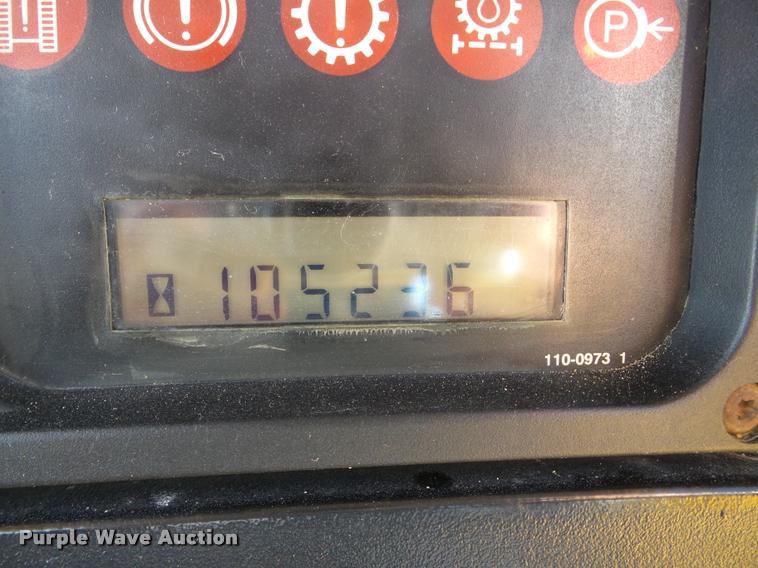 P
10523.6
110-0973 1
Purple Wave Auction